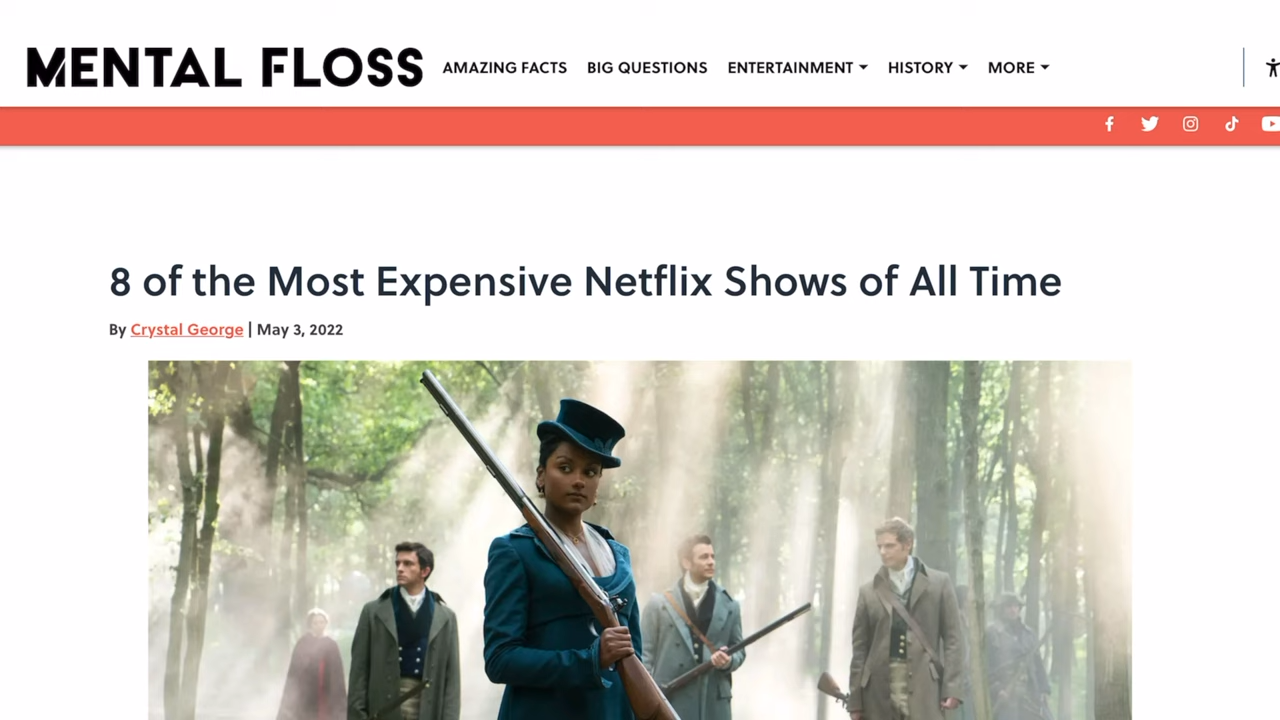 MENTAL FLOSS AMAZING FACTS BIG QUESTIONS ENTERTAINMENT HISTORY MORE
8 of the Most Expensive Netflix Shows of All Time
By Crystal George | May 3, 2022